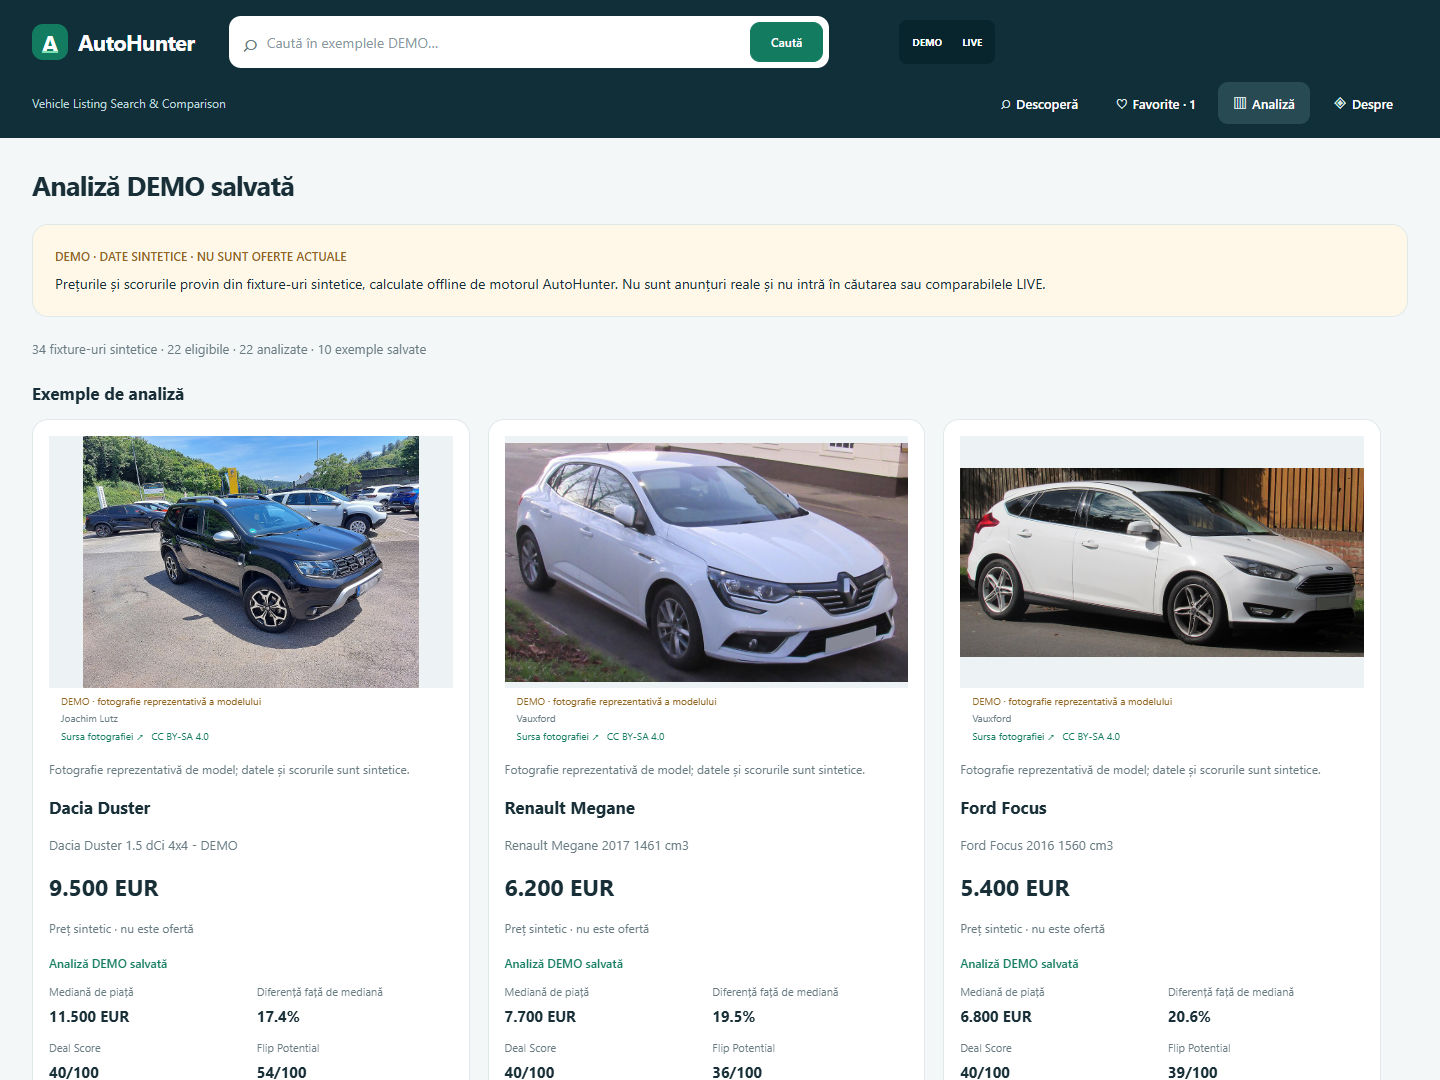 A AutoHunter
Caută în exemplele DEMO...
Caută
DEMO LIVE
Vehicle Listing Search & Comparison
Descoperă
Favorite · 1
Analiză
Despre
Analiză DEMO salvată
DEMO · DATE SINTETICE · NU SUNT OFERTE ACTUALE
Prețurile și scorurile provin din fixture-uri sintetice, calculate offline de motorul AutoHunter. Nu sunt anunțuri reale și nu intră în căutarea sau comparabilele LIVE.
34 fixture-uri sintetice · 22 eligibile · 22 analizate · 10 exemple salvate
Exemple de analiză
DEMO · fotografie reprezentativă a modelului
Joachim Lutz
Sursa fotografiei ↗ CC BY-SA 4.0
Fotografie reprezentativă de model; datele și scorurile sunt sintetice.
Dacia Duster
Dacia Duster 1.5 dCi 4x4 - DEMO
9.500 EUR
Preț sintetic · nu este ofertă
Analiză DEMO salvată
Mediană de piață Diferență față de mediană
11.500 EUR 17.4%
Deal Score Flip Potential
40/100 54/100
DEMO · fotografie reprezentativă a modelului
Vauxford
Sursa fotografiei ↗ CC BY-SA 4.0
Fotografie reprezentativă de model; datele și scorurile sunt sintetice.
Renault Megane
Renault Megane 2017 1461 cm3
6.200 EUR
Preț sintetic · nu este ofertă
Analiză DEMO salvată
Mediană de piață Diferență față de mediană
7.700 EUR 19.5%
Deal Score Flip Potential
40/100 36/100
DEMO · fotografie reprezentativă a modelului
Vauxford
Sursa fotografiei ↗ CC BY-SA 4.0
Fotografie reprezentativă de model; datele și scorurile sunt sintetice.
Ford Focus
Ford Focus 2016 1560 cm3
5.400 EUR
Preț sintetic · nu este ofertă
Analiză DEMO salvată
Mediană de piață Diferență față de mediană
6.800 EUR 20.6%
Deal Score Flip Potential
40/100 39/100